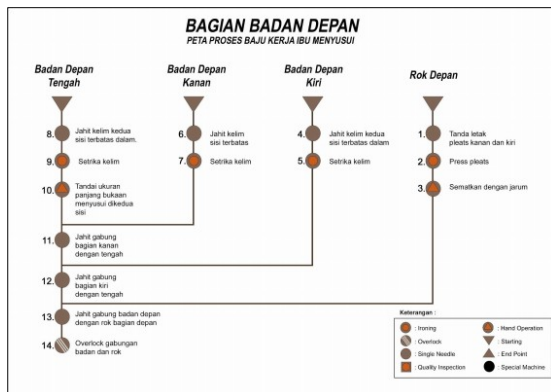 BAGIAN BADAN DEPAN
PETA PROSES BAJU KERJA IBU MENYUSUI
Badan Depan
Tengah
Badan Depan
Kanan
Badan Depan
Kiri
Rok Depan
8.
Jahit kelim kedua
sisi terbatas dalam.
9.
Setrika kelim
10.
Tandai ukuran
panjang bukaan
menyusui dikedua
sisi
6.
Jahit kelim
sisi terbatas
7.
Setrika kelim
4.
Jahit kelim kedua
sisi terbatas dalam
5.
Setrika kelim
1.
Tanda letak
pleats kanan dan kiri
2.
Press pleats
3.
Sematkan dengan jarum
11.
Jahit gabung
bagian kanan
dengan tengah
12.
Jahit gabung
bagian kiri
dengan tengah
13.
Jahit gabung badan depan
dengan rok bagian depan
14.
Overlock gabungan
badan dan rok
Keterangan :
: Ironing
: Overlock
: Single Needle
: Quality Inspection
: Hand Operation
: Starting
: End Point
: Special Machine